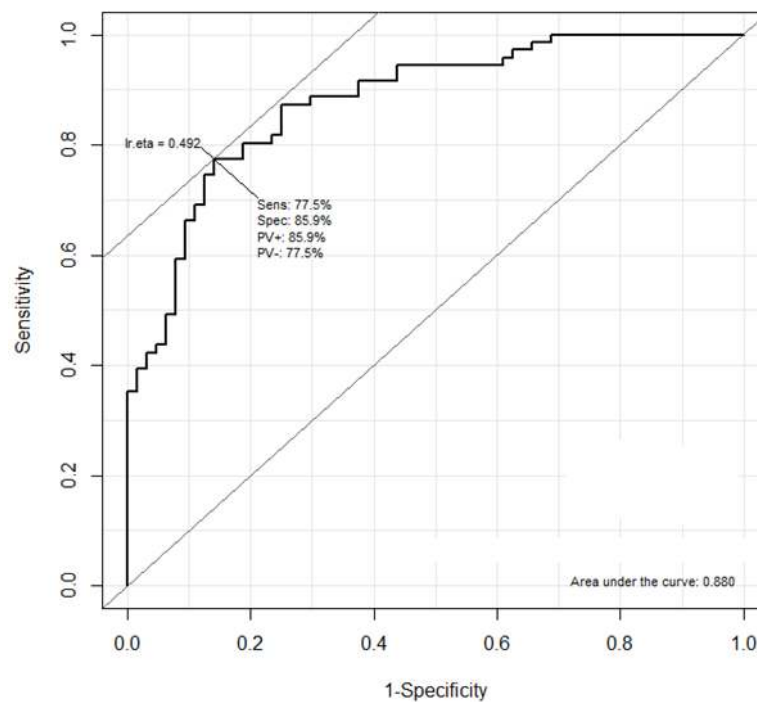 1.0
0.8
0.6
0.4
0.2
0.0
Sensitivity
lr.eta = 0.492
Sens: 77.5%
Spec: 85.9%
PV+: 85.9%
PV-: 77.5%
Area under the curve: 0.880
0.0 0.2 0.4 0.6 0.8 1.0
1-Specificity